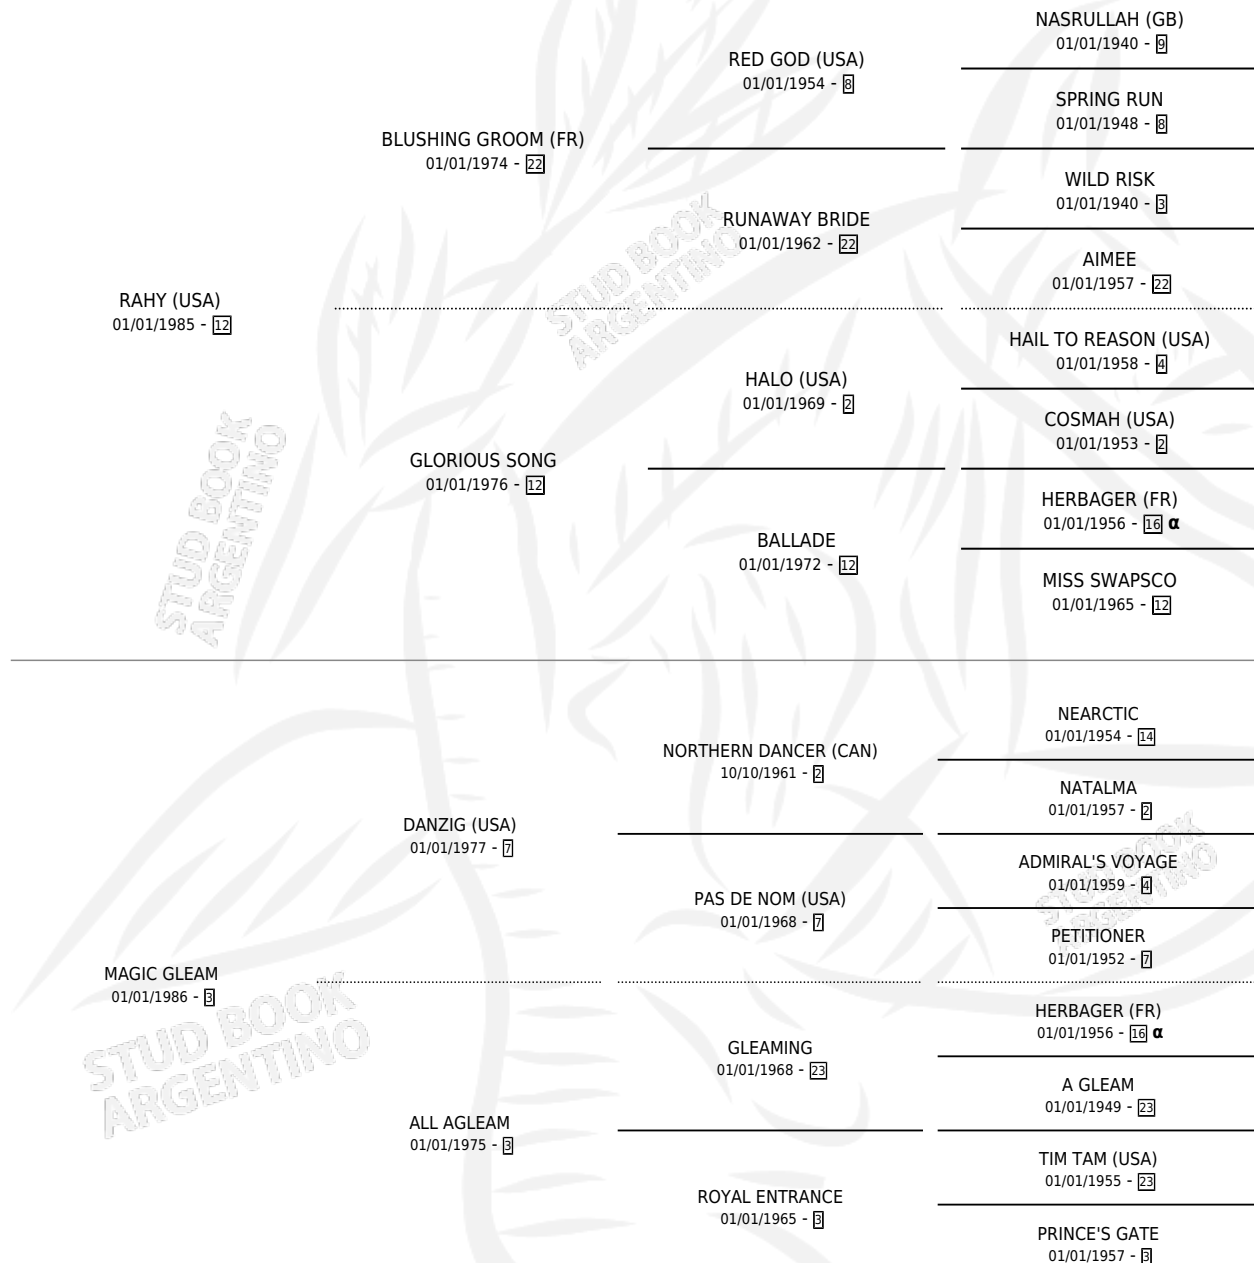 NASRULLAH (GB)
01/01/1940 - 9
RED GOD (USA)
01/01/1954 - 8
SPRING RUN
01/01/1948 - 8
BLUSHING GROOM (FR)
01/01/1974 - 22
WILD RISK
01/01/1940 - 3
RUNAWAY BRIDE
01/01/1962 - 22
AIMEE
01/01/1957 - 22
RAHY (USA)
01/01/1985 - 12
HAIL TO REASON (USA)
01/01/1958 - 4
HALO (USA)
01/01/1969 - 2
COSMAH (USA)
01/01/1953 - 2
GLORIOUS SONG
01/01/1976 - 12
HERBAGER (FR)
01/01/1956 - 16 α
BALLADE
01/01/1972 - 12
MISS SWAPSCO
01/01/1965 - 12
NEARCTIC
01/01/1954 - 14
NORTHERN DANCER (CAN)
10/10/1961 - 2
NATALMA
01/01/1957 - 2
DANZIG (USA)
01/01/1977 - 7
ADMIRAL'S VOYAGE
01/01/1959 - 4
PAS DE NOM (USA)
01/01/1968 - 7
PETITIONER
01/01/1952 - 7
MAGIC GLEAM
01/01/1986 - 3
HERBAGER (FR)
01/01/1956 - 16 α
GLEAMING
01/01/1968 - 23
A GLEAM
01/01/1949 - 23
ALL AGLEAM
01/01/1975 - 3
TIM TAM (USA)
01/01/1955 - 23
ROYAL ENTRANCE
01/01/1965 - 3
PRINCE'S GATE
01/01/1957 - 3
STUD BOOK
ARGENTINO
STUD BOOK
ARGENTINO
STUD BOOK
ARGENTINO
STUD BOOK
ARGENTINO